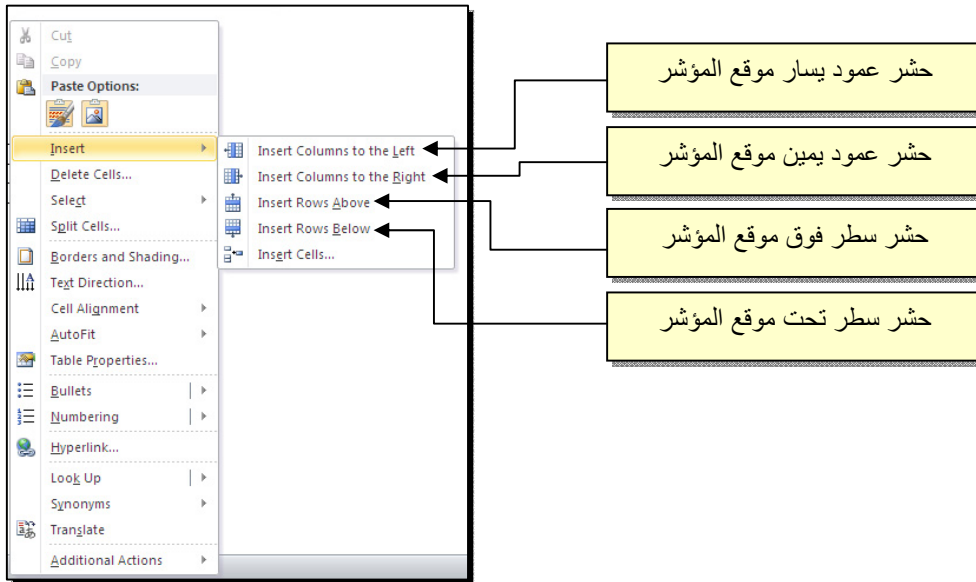 Cut
Copy
Paste Options:
Insert
Delete Cells...
Select
Split Cells...
Borders and Shading...
Text Direction...
Cell Alignment
AutoFit
Table Properties...
Bullets
Numbering
Hyperlink...
Look Up
Synonyms
Translate
Additional Actions
Insert Columns to the Left
Insert Columns to the Right
Insert Rows Above
Insert Rows Below
Insert Cells...
حشر عمود يسار موقع المؤشر
حشر عمود يمين موقع المؤشر
حشر سطر فوق موقع المؤشر
حشر سطر تحت موقع المؤشر